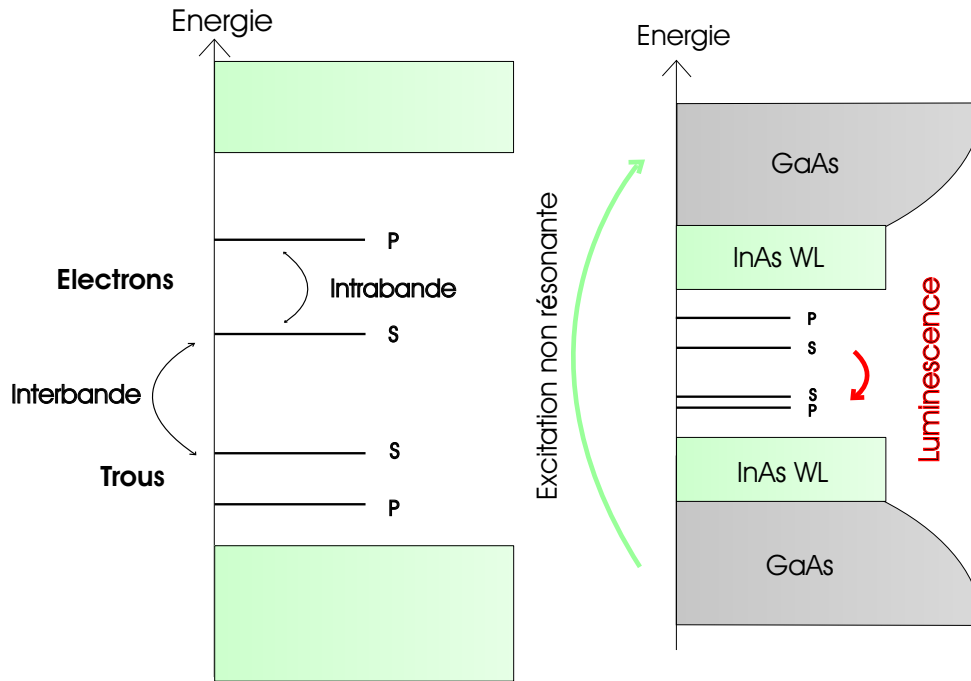 Energie
P
Electrons
Intrabande
S
Interbande
S
Trous
P
Energie
GaAs
InAs WL
P
S
S
P
InAs WL
GaAs
Excitation non résonante
Luminescence